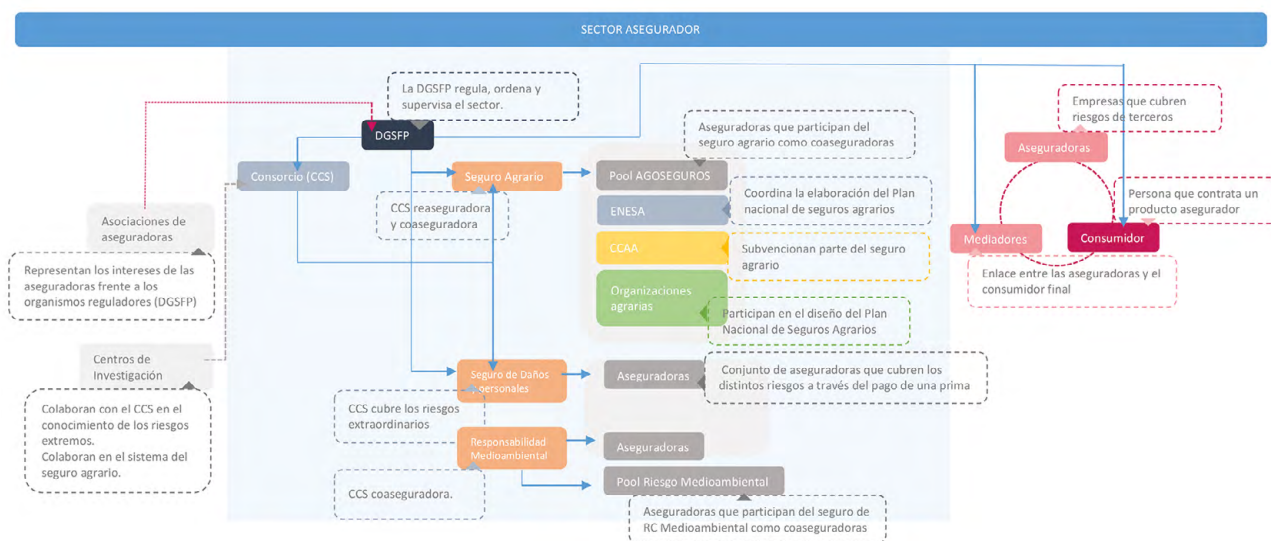 SECTOR ASEGURADOR
La DGSFP regula, ordena y
supervisa el sector.
DGSFP
Empresas que cubren
riesgos de terceros
Aseguradoras
Aseguradoras que participan del
seguro agrario como coaseguradoras
Consorcio (CCS)
Seguro Agrario
Pool AGOSEGUROS
CCS reaseguradora
y coaseguradora
ENESA
Coordina la elaboración del Plan
nacional de seguros agrarios
Persona que contrata un
producto asegurador
Asociaciones de
aseguradoras
Mediadores
Consumidor
CCAA
Subvencionan parte del seguro
agrario
Enlace entre las aseguradoras y el
consumidor final
Representan los intereses de las
aseguradoras frente a los
organismos reguladores (DGSFP)
Organizaciones
agrarias
Participan en el diseño del Plan
Nacional de Seguros Agrarios
Centros de
Investigación
Seguro de Daños
personales
Aseguradoras
Conjunto de aseguradoras que cubren los
distintos riesgos a través del pago de una prima
Colaboran con el CCS en el
conocimiento de los riesgos
extremos.
Colaboran en el sistema del
seguro agrario.
CCS cubre los riesgos
extraordinarios
Responsabilidad
Medioambiental
Aseguradoras
CCS coaseguradora.
Pool Riesgo Medioambiental
Aseguradoras que participan del seguro de
RC Medioambiental como coaseguradoras